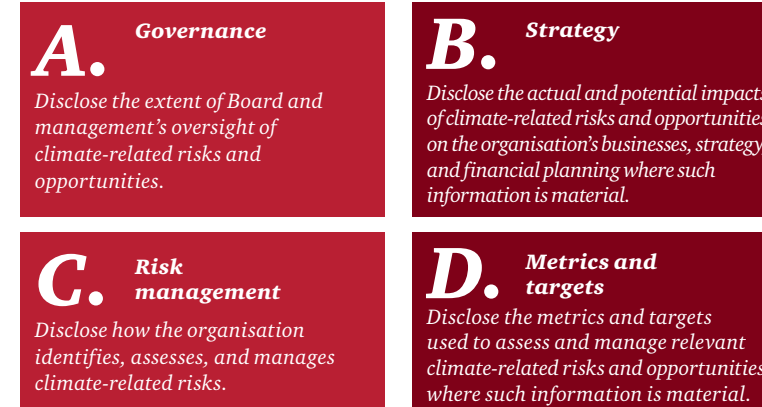 A.
Governance
Disclose the extent of Board and
management’s oversight of
climate-related risks and
opportunities.
B.
Strategy
Disclose the actual and potential impacts
of climate-related risks and opportunities
on the organisation’s businesses, strategy,
and financial planning where such
information is material.
C.
Risk
management
Disclose how the organisation
identifies, assesses, and manages
climate-related risks.
D.
Metrics and
targets
Disclose the metrics and targets
used to assess and manage relevant
climate-related risks and opportunities
where such information is material.